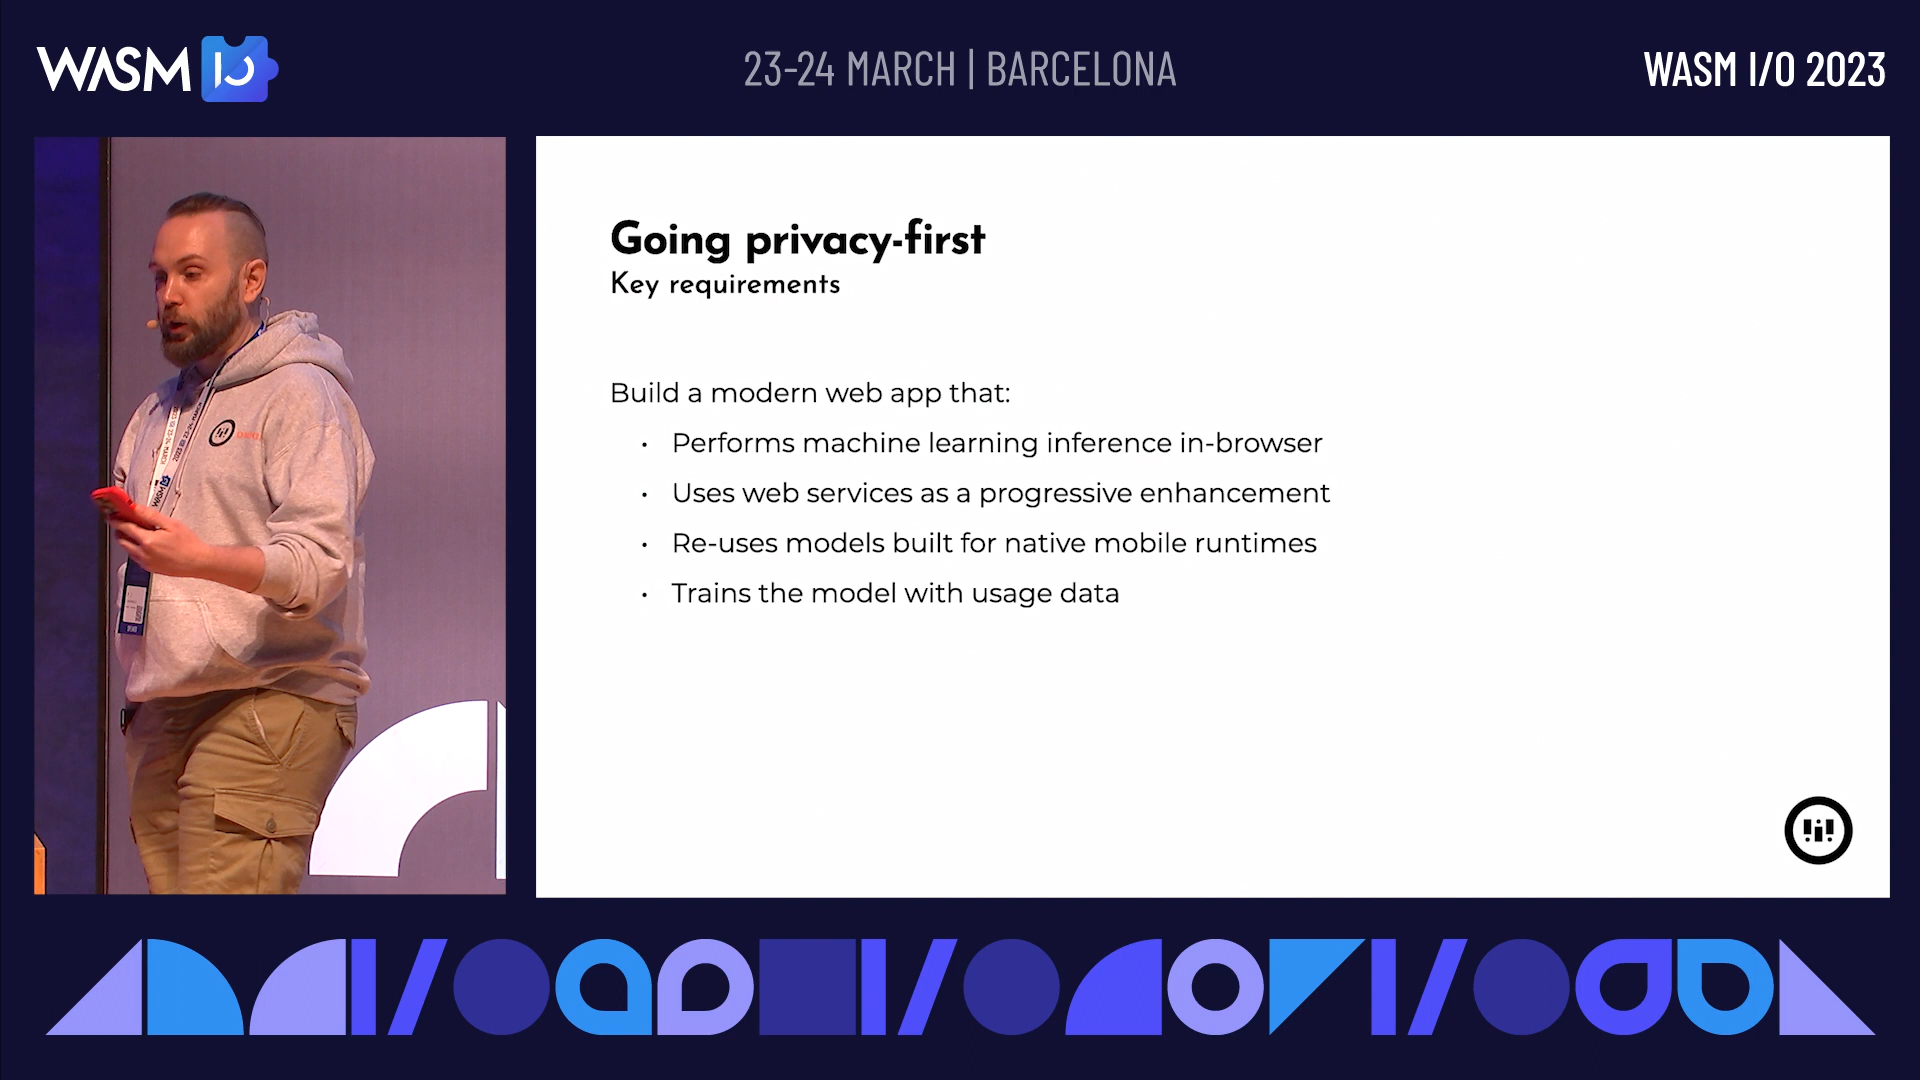 WASM IO
23-24 MARCH | BARCELONA
WASM I/O 2023
Going privacy-first
Key requirements
Build a modern web app that:
• Performs machine learning inference in-browser
• Uses web services as a progressive enhancement
• Re-uses models built for native mobile runtimes
• Trains the model with usage data